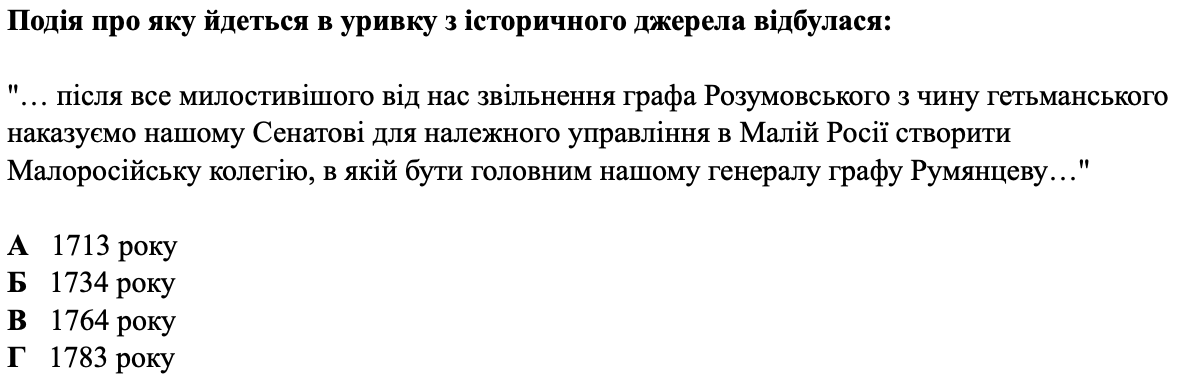 Подія про яку йдеться в уривку з історичного джерела відбулася:
"… після все милостивішого від нас звільнення графа Розумовського з чину гетьманського
наказуємо нашому Сенатові для належного управління в Малій Росії створити
Малоросійську колегію, в якій бути головним нашому генералу графу Румянцеву…"
А 1713 року
Б 1734 року
В 1764 року
Г 1783 року